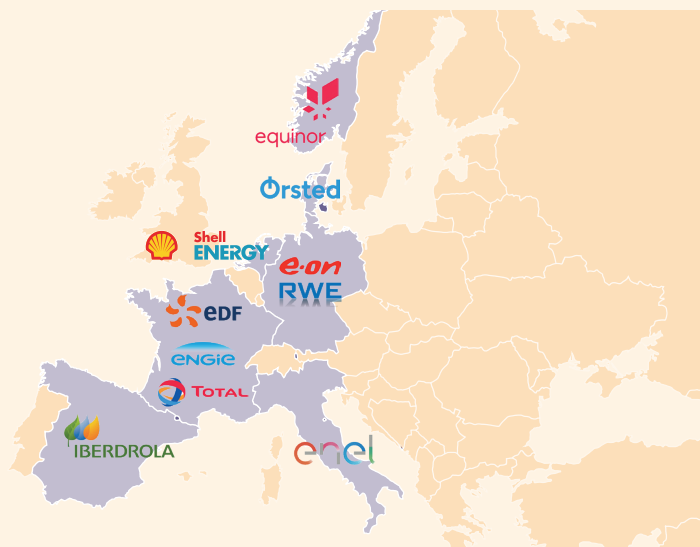 equinor
Ørsted
Shell
ENERGY
e·on
RWE
eDF
ENGIE
TOTAL
IBERDROLA
enel